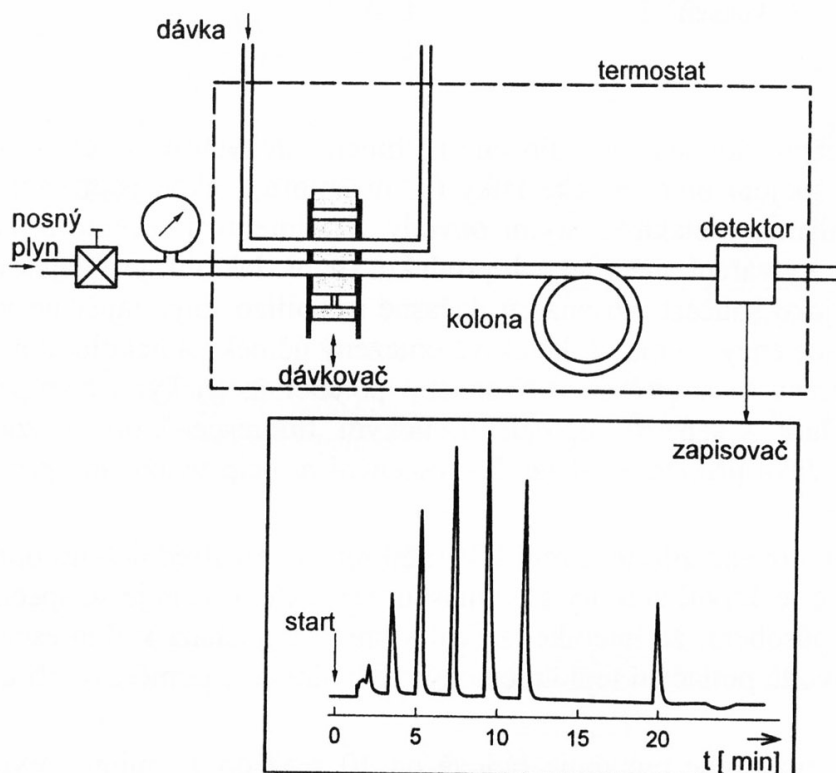 dávka
termostat
nosný
plyn
detektor
kolona
dávkovač
zapisovač
start
0 5 10 15 20
t [ min]